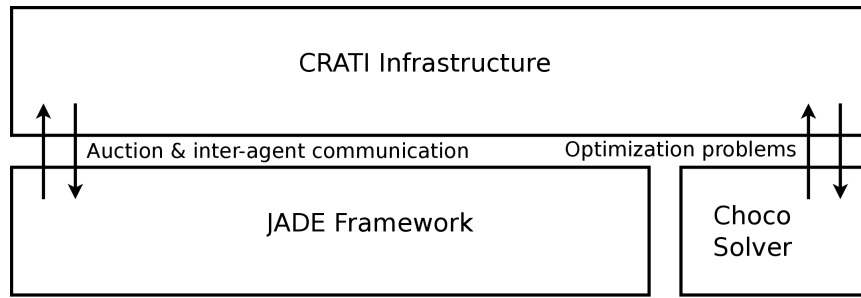 CRATI Infrastructure
Auction & inter-agent communication
Optimization problems
JADE Framework
Choco
Solver